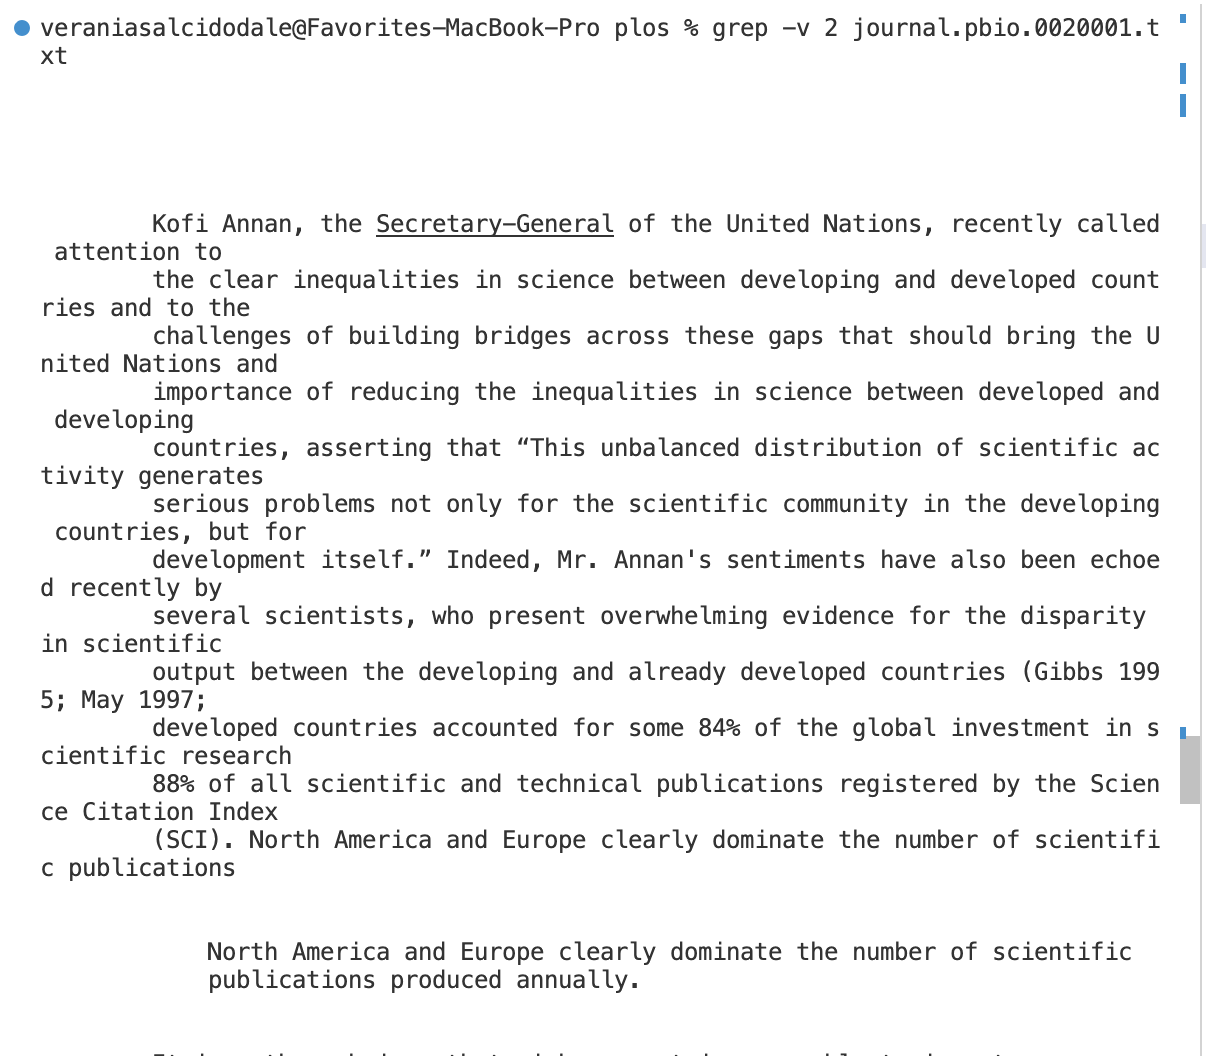 veraniasalcidodale@Favorites-MacBook-Pro plos % grep -v 2 journal.pbio.0020001.t
xt
Kofi Annan, the Secretary-General of the United Nations, recently called
attention to
the clear inequalities in science between developing and developed count
ries and to the
challenges of building bridges across these gaps that should bring the U
nited Nations and
importance of reducing the inequalities in science between developed and
developing
countries, asserting that “This unbalanced distribution of scientific ac
tivity generates
serious problems not only for the scientific community in the developing
countries, but for
development itself.” Indeed, Mr. Annan's sentiments have also been echoe
d recently by
several scientists, who present overwhelming evidence for the disparity
in scientific
output between the developing and already developed countries (Gibbs 199
5; May 1997;
developed countries accounted for some 84% of the global investment in s
cientific research
88% of all scientific and technical publications registered by the Scien
ce Citation Index
(SCI). North America and Europe clearly dominate the number of scientifi
c publications
North America and Europe clearly dominate the number of scientific
publications produced annually.